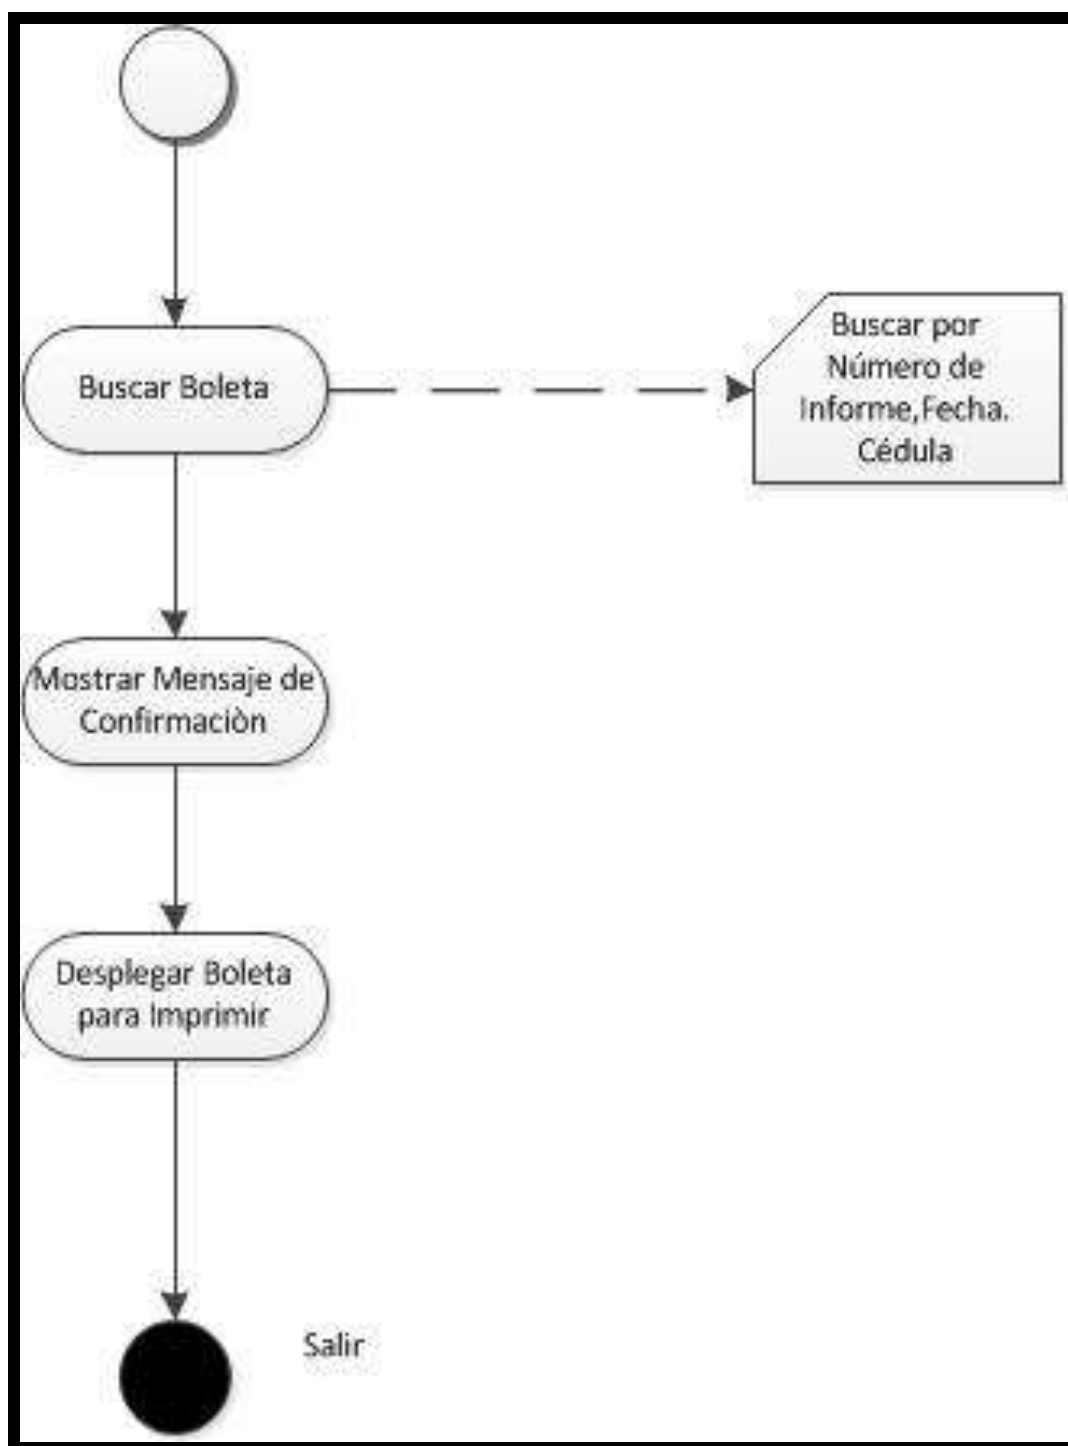 Buscar Boleta
Buscar por
Número de
Informe,Fecha.
Cédula
Mostrar Mensaje de
Confirmaciòn
Desplegar Boleta
para Imprimir
Salir